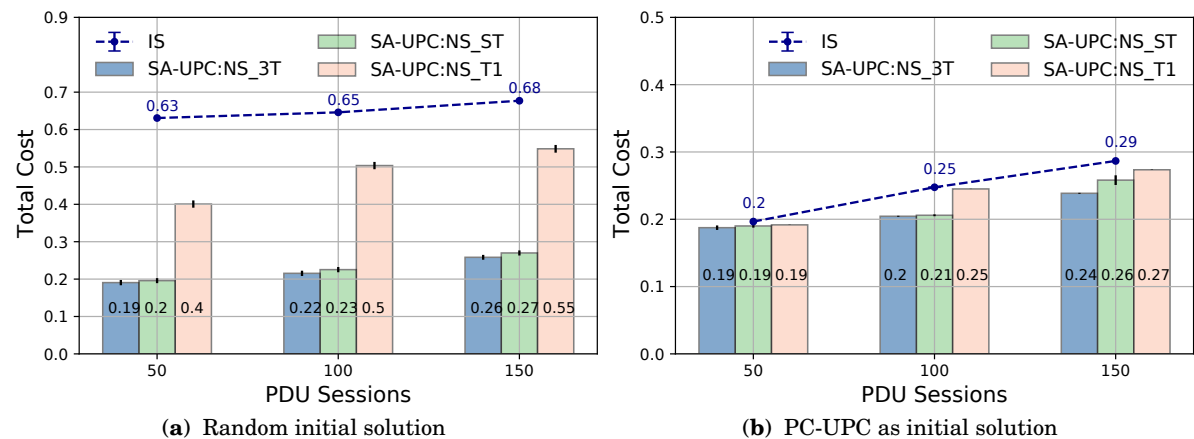 0.9
0.8
0.7
0.6
0.5
0.4
0.3
0.2
0.1
0.0
Total Cost
IS
SA-UPC:NS_3T
SA-UPC:NS_ST
SA-UPC:NS_T1
0.63
0.65
0.68
0.19 0.2 0.4
0.22 0.23 0.5
0.26 0.27 0.55
50 100 150
PDU Sessions
(a) Random initial solution
0.5
0.4
0.3
0.2
0.1
0.0
Total Cost
IS
SA-UPC:NS_3T
SA-UPC:NS_ST
SA-UPC:NS_T1
0.2
0.25
0.29
0.19 0.19 0.19
0.2 0.21 0.25
0.24 0.26 0.27
50 100 150
PDU Sessions
(b) PC-UPC as initial solution